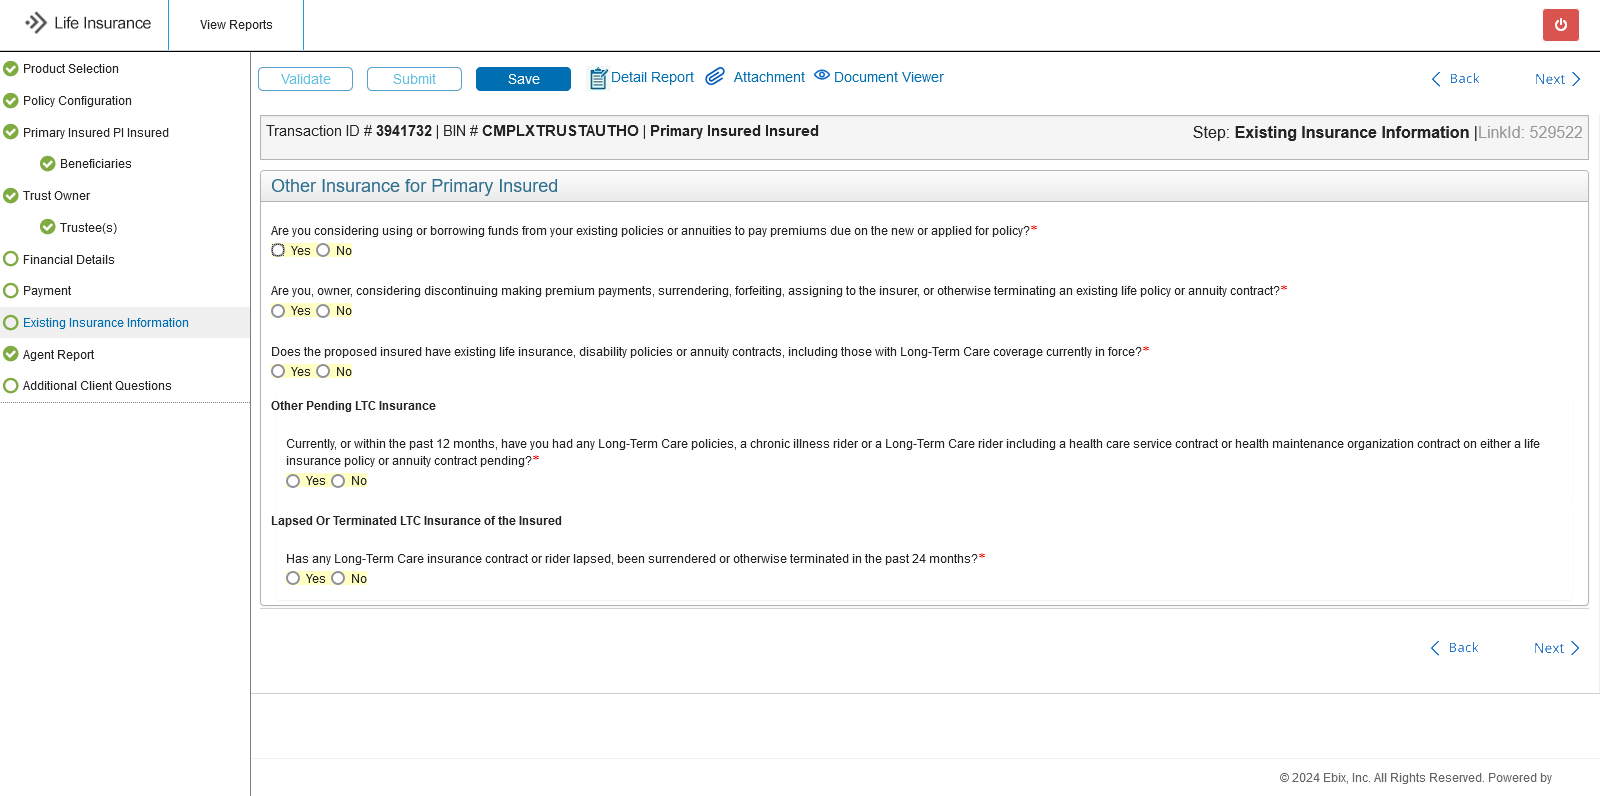 Life Insurance
View Reports
Product Selection
Policy Configuration
Primary Insured PI Insured
Beneficiaries
Trust Owner
Trustee(s)
Financial Details
Payment
Existing Insurance Information
Agent Report
Additional Client Questions
Validate
Submit
Save
Detail Report
Attachment
Document Viewer
Back
Next
Transaction ID # 3941732 | BIN # CMPLXTRUSTAUTHO | Primary Insured Insured
Step: Existing Insurance Information |LinkId: 529522
Other Insurance for Primary Insured
Are you considering using or borrowing funds from your existing policies or annuities to pay premiums due on the new or applied for policy?*
Yes No
Are you, owner, considering discontinuing making premium payments, surrendering, forfeiting, assigning to the insurer, or otherwise terminating an existing life policy or annuity contract?*
Yes No
Does the proposed insured have existing life insurance, disability policies or annuity contracts, including those with Long-Term Care coverage currently in force?*
Yes No
Other Pending LTC Insurance
Currently, or within the past 12 months, have you had any Long-Term Care policies, a chronic illness rider or a Long-Term Care rider including a health care service contract or health maintenance organization contract on either a life
insurance policy or annuity contract pending?*
Yes No
Lapsed Or Terminated LTC Insurance of the Insured
Has any Long-Term Care insurance contract or rider lapsed, been surrendered or otherwise terminated in the past 24 months?*
Yes No
Back
Next
© 2024 Ebix, Inc. All Rights Reserved. Powered by